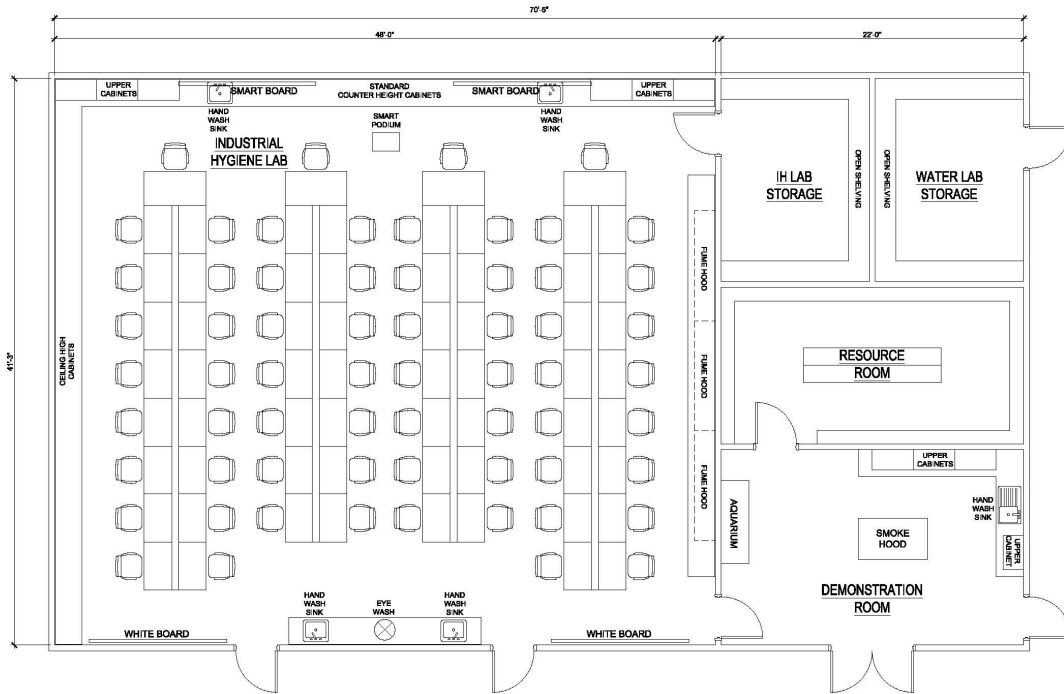 70'-6"
48'-0"
22'-0"
41'-3"
UPPER
CABINETS
SMART BOARD
STANDARD
COUNTER HEIGHT CABINETS
SMART BOARD
UPPER
CABINETS
HAND
WASH
SINK
SMART
PODIUM
HAND
WASH
SINK
INDUSTRIAL
HYGIENE LAB
IH LAB
STORAGE
OPEN SHELVING
OPEN SHELVING
WATER LAB
STORAGE
CEILING HIGH
CABINETS
FUME HOOD
FUME HOOD
FUME HOOD
RESOURCE
ROOM
UPPER
CABINETS
AQUARIUM
HAND
WASH
SINK
SMOKE
HOOD
UPPER
CABINET
DEMONSTRATION
ROOM
HAND
WASH
SINK
EYE
WASH
HAND
WASH
SINK
WHITE BOARD
WHITE BOARD